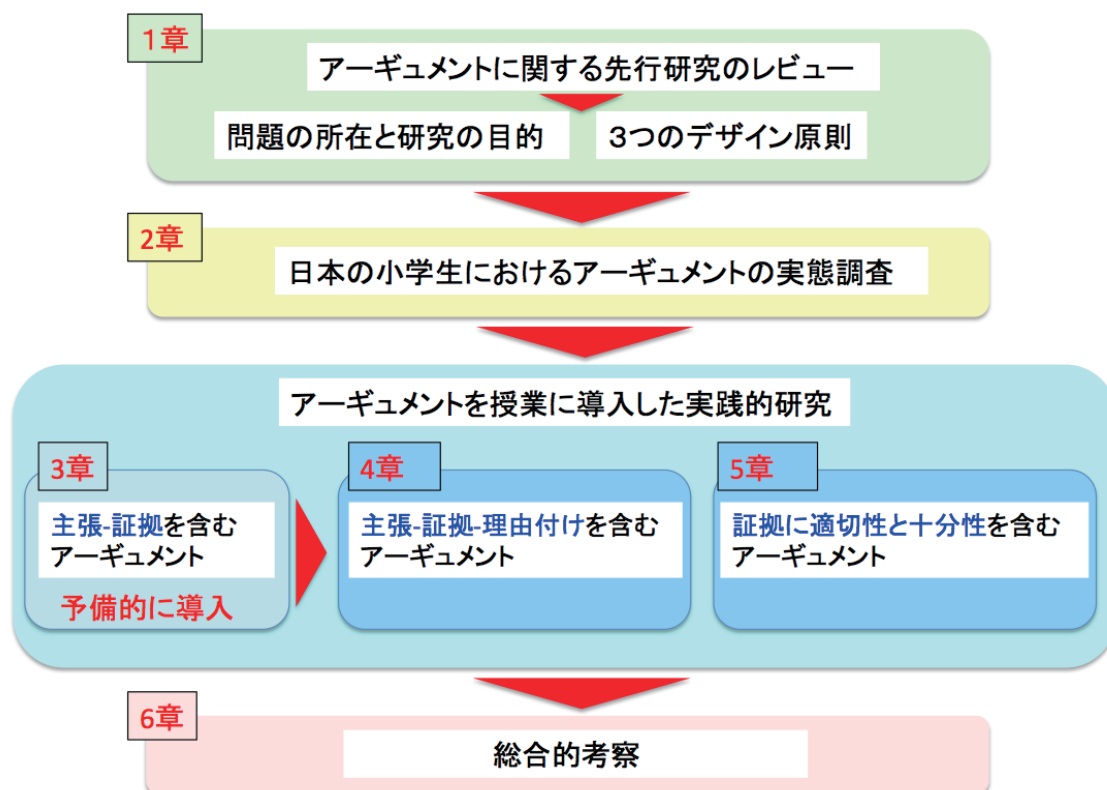 1章
アーギュメントに関する先行研究のレビュー
問題の所在と研究の目的
3つのデザイン原則
2章
日本の小学生におけるアーギュメントの実態調査
アーギュメントを授業に導入した実践的研究
3章
主張-証拠を含む
アーギュメント
予備的に導入
4章
主張-証拠-理由付けを含む
アーギュメント
5章
証拠に適切性と十分性を含む
アーギュメント
6章
総合的考察